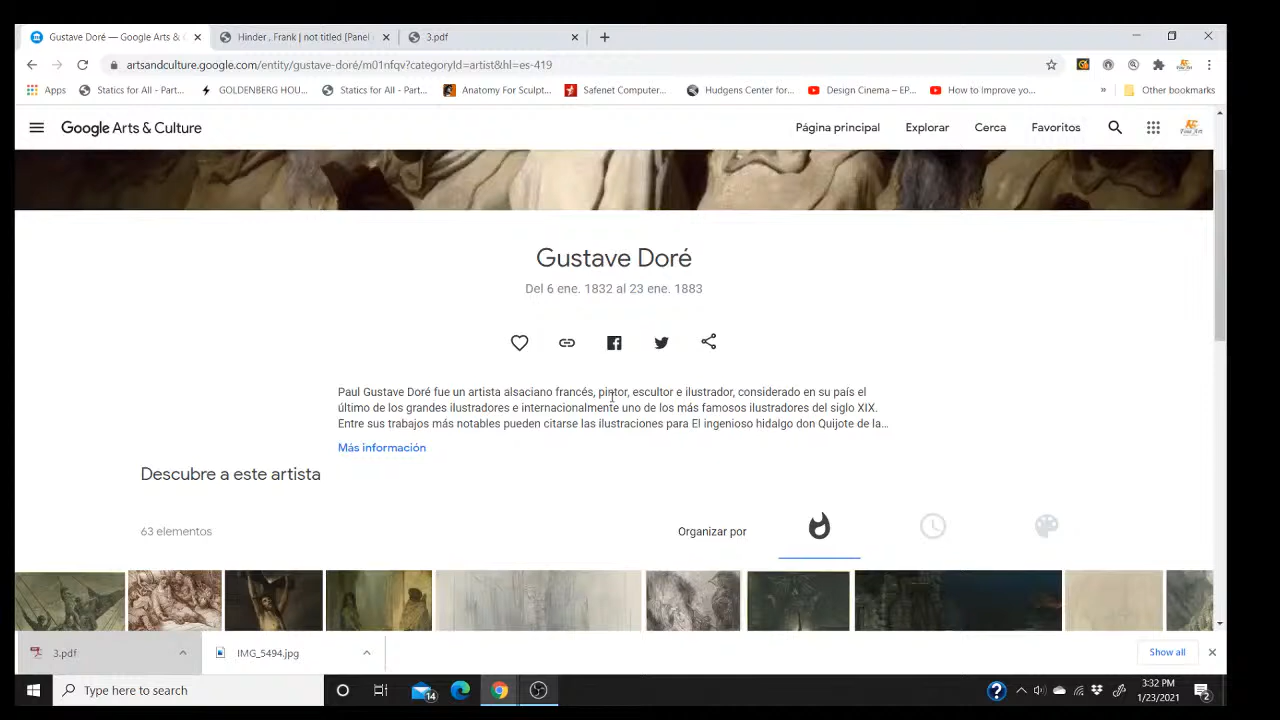 Gustave Doré — Google Arts & C
Hinder , Frank | not titled [Panel
3.pdf
artsandculture.google.com/entity/gustave-doré/m01nfqv?categoryId=artist&hl=es-419
Apps
Statics for All - Part...
GOLDENBERG HOU...
Statics for All - Part...
Anatomy For Sculpt...
Safenet Computer...
Hudgens Center for...
Design Cinema – EP...
How to Improve yo...
»
Other bookmarks
Google Arts & Culture
Página principal
Explorar
Cerca
Favoritos
Gustave Doré
Del 6 ene. 1832 al 23 ene. 1883
Paul Gustave Doré fue un artista alsaciano francés, pintor, escultor e ilustrador, considerado en su país el
último de los grandes ilustradores e internacionalmente uno de los más famosos ilustradores del siglo XIX.
Entre sus trabajos más notables pueden citarse las ilustraciones para El ingenioso hidalgo don Quijote de la...
Más información
Descubre a este artista
63 elementos
Organizar por
3.pdf
IMG_5494.jpg
Show all
Type here to search
14
3:32 PM
1/23/2021
2